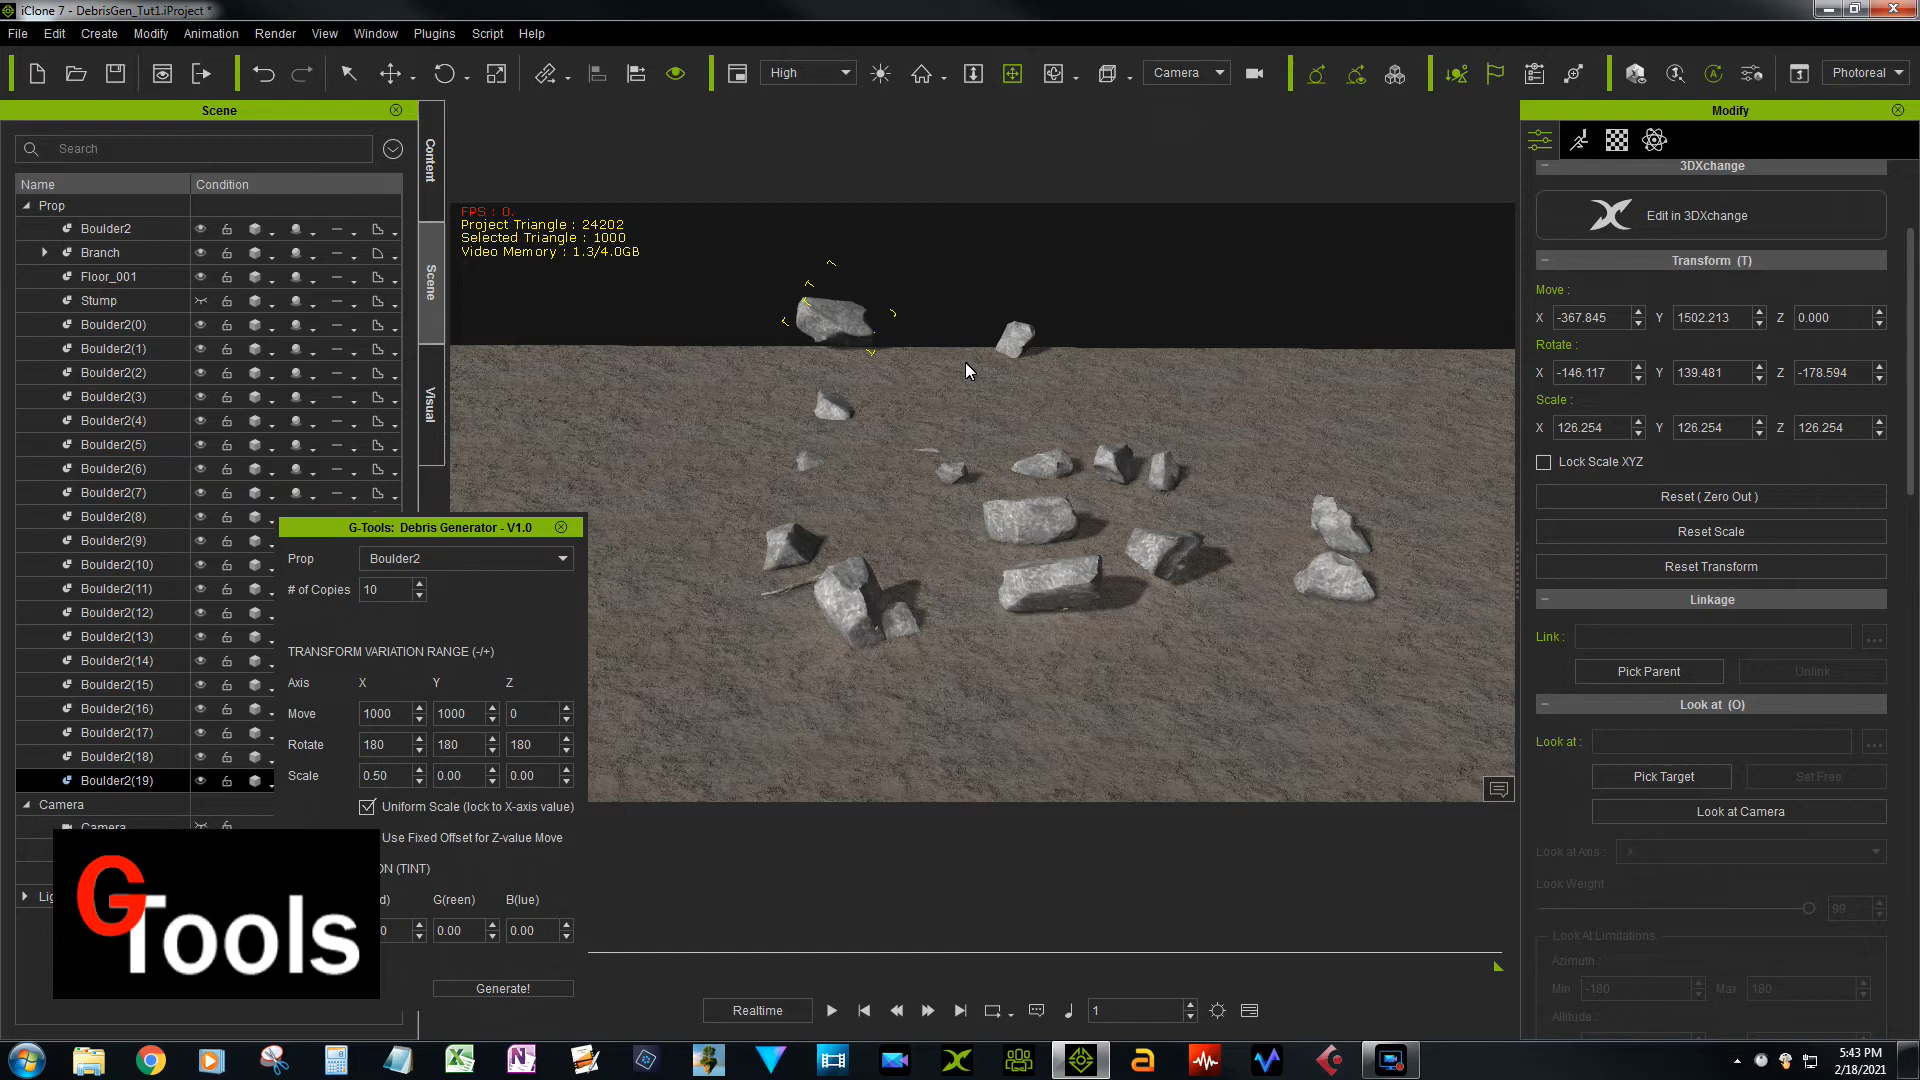 iClone 7 - DebrisGen_Tut1.iProject *
File Edit Create Modify Animation Render View Window Plugins Script Help
High Camera Photoreal
Scene
Search
Name Condition
Prop
Boulder2
Branch
Floor_001
Stump
Boulder2(0)
Boulder2(1)
Boulder2(2)
Boulder2(3)
Boulder2(4)
Boulder2(5)
Boulder2(6)
Boulder2(7)
Boulder2(8)
Boulder2(9)
Boulder2(10)
Boulder2(11)
Boulder2(12)
Boulder2(13)
Boulder2(14)
Boulder2(15)
Boulder2(16)
Boulder2(17)
Boulder2(18)
Boulder2(19)
Camera
Camera
Content
Scene
Visual
FPS : 0.
Project Triangle : 24202
Selected Triangle : 1000
Video Memory : 1.3/4.0GB
G-Tools: Debris Generator - V1.0
Prop Boulder2
# of Copies 10
TRANSFORM VARIATION RANGE (-/+)
Axis X Y Z
Move 1000 1000 0
Rotate 180 180 180
Scale 0.50 0.00 0.00
Uniform Scale (lock to X-axis value)
Use Fixed Offset for Z-value Move
ON (TINT)
d) G(reen) B(lue)
0 0.00 0.00
Generate!
GTools
Realtime 1
Modify
3DXchange
Edit in 3DXchange
Transform (T)
Move :
X -367.845 Y 1502.213 Z 0.000
Rotate :
X -146.117 Y 139.481 Z -178.594
Scale :
X 126.254 Y 126.254 Z 126.254
Lock Scale XYZ
Reset ( Zero Out )
Reset Scale
Reset Transform
Linkage
Link : ...
Pick Parent Unlink
Look at (O)
Look at : ...
Pick Target Set Free
Look at Camera
Look at Axis : X
Look Weight
99
Look At Limitations
Azimuth :
Min -180 Max 180
Altitude :
5:43 PM
2/18/2021